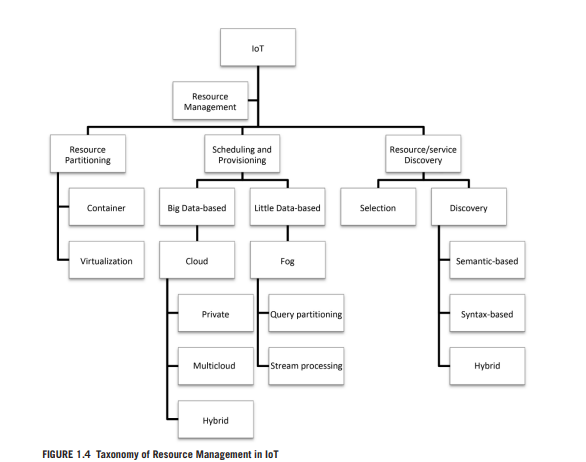 IoT
Resource
Management
Resource
Partitioning
Scheduling and
Provisioning
Resource/service
Discovery
Container
Big Data-based
Little Data-based
Selection
Discovery
Virtualization
Cloud
Fog
Semantic-based
Private
Query partitioning
Syntax-based
Multicloud
Stream processing
Hybrid
Hybrid
FIGURE 1.4 Taxonomy of Resource Management in IoT